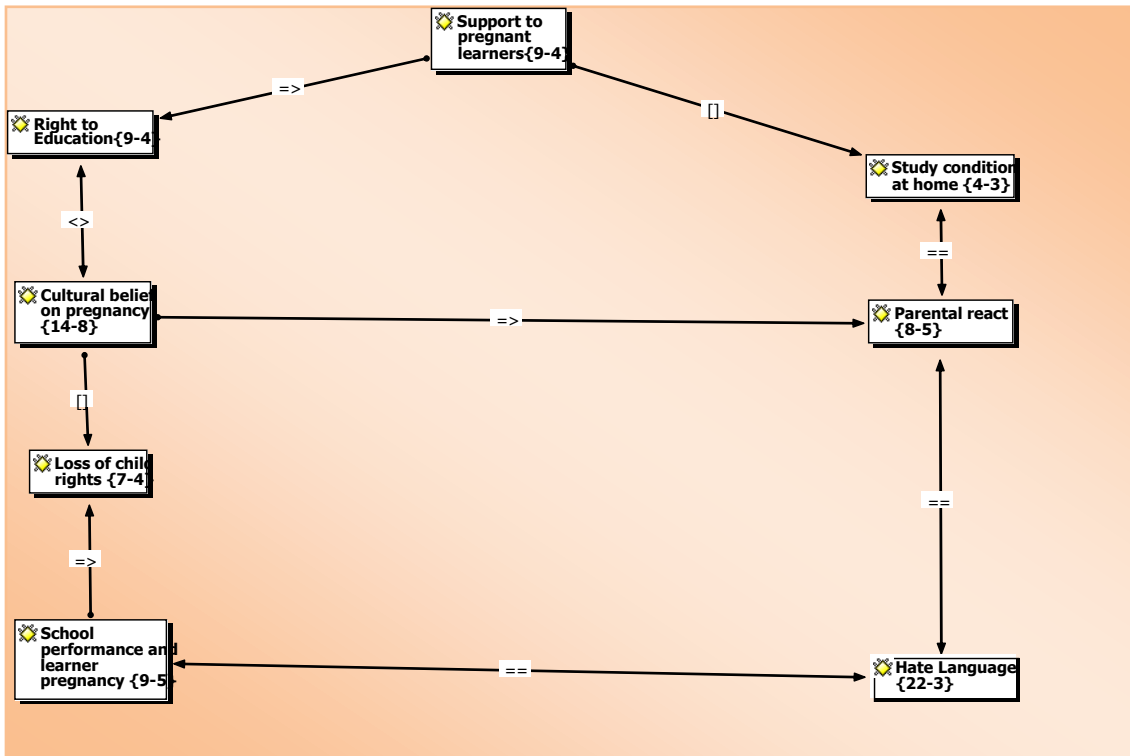 Support to
pregnant
learners{9-4}
=>
[]
Right to
Education{9-4}
Study condition
at home {4-3}
<>
==
Cultural belief
on pregnancy
{14-8}
=>
Parental react
{8-5}
[]
Loss of child
rights {7-4}
==
=>
School
performance and
learner
pregnancy {9-5}
==
Hate Language
{22-3}